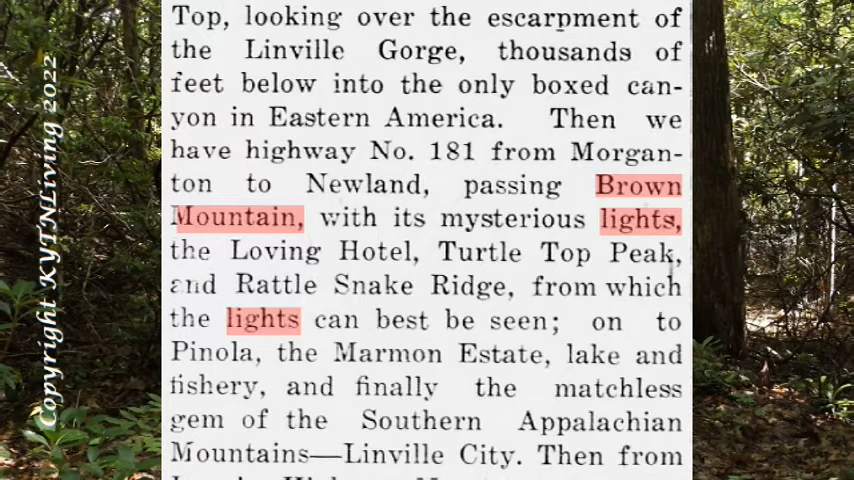 Top, looking over the escarpment of
the Linville Gorge, thousands of
feet below into the only boxed can-
yon in Eastern America. Then we
have highway No. 181 from Morgan-
ton to Newland, passing Brown
Mountain, with its mysterious lights,
the Loving Hotel, Turtle Top Peak,
and Rattle Snake Ridge, from which
the lights can best be seen; on to
Pinola, the Marmon Estate, lake and
fishery, and finally the matchless
gem of the Southern Appalachian
Mountains—Linville City. Then from
Copyright KYTNLiving 2022